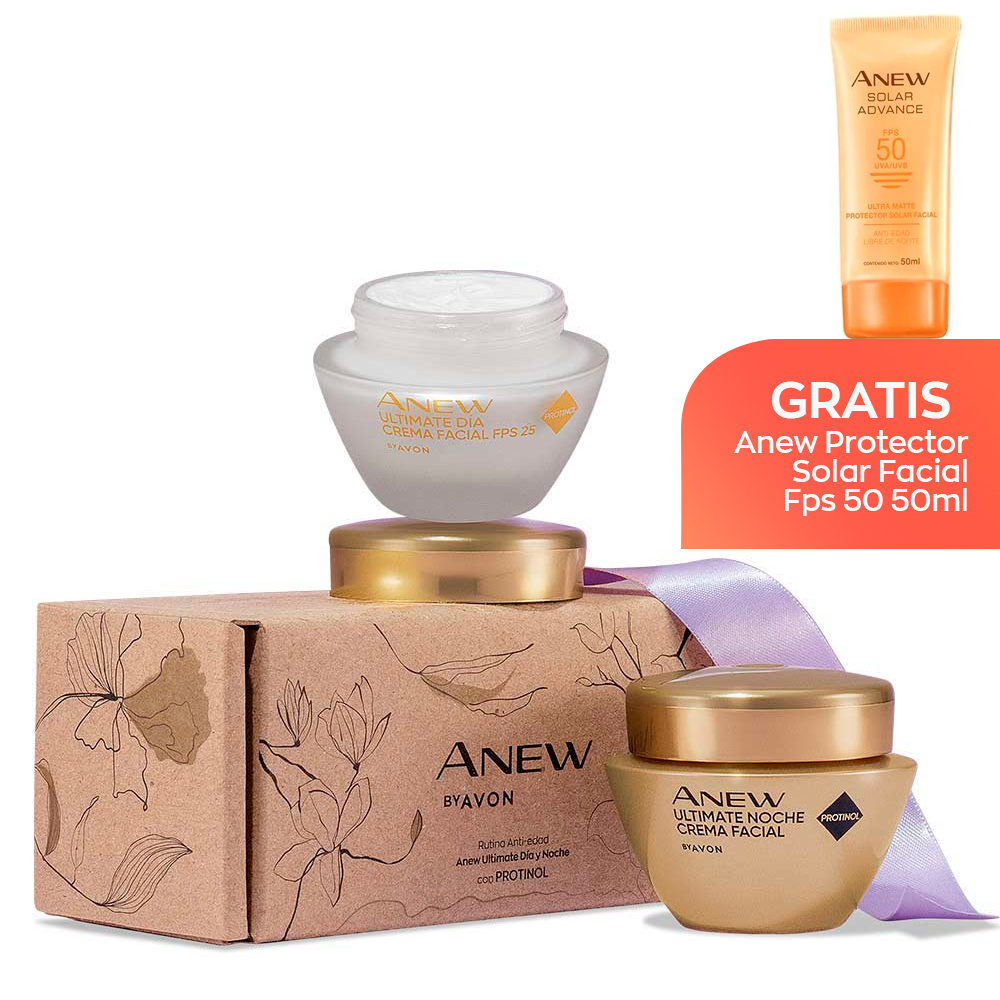 ANEW
SOLAR
ADVANCE
FPS
50
UVA/UVB
ULTRA MATTE
PROTECTOR SOLAR FACIAL
ANTI-EDAD
LIBRE DE ACEITE
CONTENIDO NETO 50ml
GRATIS
Anew Protector
Solar Facial
Fps 50 50ml
ANEW
ULTIMATE DÍA
CREMA FACIAL FPS 25
BY AVON
PROTINOL
ANEW
BY AVON
Rutina Anti-edad
Anew Ultimate Día y Noche
con PROTINOL
ANEW
ULTIMATE NOCHE
CREMA FACIAL
BY AVON
PROTINOL